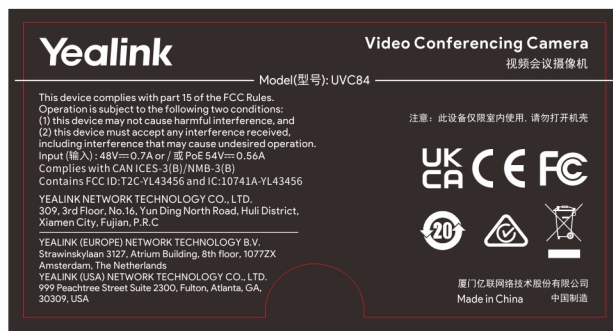 Yealink
Video Conferencing Camera
视频会议摄像机
Model(型号): UVC84
This device complies with part 15 of the FCC Rules.
Operation is subject to the following two conditions:
(1) this device may not cause harmful interference, and
(2) this device must accept any interference received,
including interference that may cause undesired operation.
Input (输入) : 48V⎓0.7A or / 或 PoE 54V⎓0.56A
Complies with CAN ICES-3(B)/NMB-3(B)
Contains FCC ID:T2C-YL43456 and IC:10741A-YL43456
YEALINK NETWORK TECHNOLOGY CO., LTD.
309, 3rd Floor, No.16, Yun Ding North Road, Huli District,
Xiamen City, Fujian, P.R.C
YEALINK (EUROPE) NETWORK TECHNOLOGY B.V.
Strawinskylaan 3127, Atrium Building, 8th floor, 1077ZX
Amsterdam, The Netherlands
YEALINK (USA) NETWORK TECHNOLOGY CO., LTD.
999 Peachtree Street Suite 2300, Fulton, Atlanta, GA,
30309, USA
注意：此设备仅限室内使用, 请勿打开机壳
UK
CA CE FC
20
厦门亿联网络技术股份有限公司
Made in China 中国制造